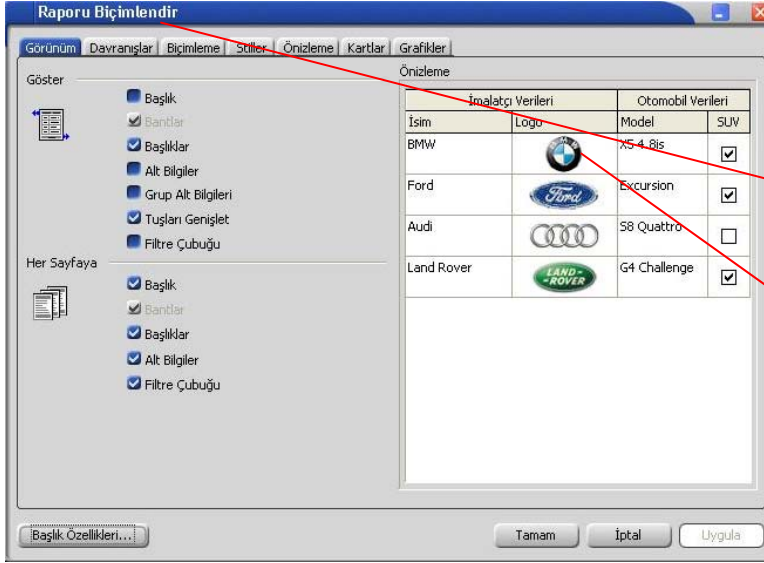 Raporu Biçimlendir
Görünüm Davranışlar Biçimleme Stiller Önizleme Kartlar Grafikler
Göster
Başlık
Bantlar
Başlıklar
Alt Bilgiler
Grup Alt Bilgileri
Tuşları Genişlet
Filtre Çubuğu
Her Sayfaya
Başlık
Bantlar
Başlıklar
Alt Bilgiler
Filtre Çubuğu
Önizleme
İmalatçı Verileri Otomobil Verileri
İsim Logo Model SUV
BMW X5 4.8is
Ford Ford Excursion
Audi S8 Quattro
Land Rover LAND-ROVER G4 Challenge
Başlık Özellikleri... Tamam İptal Uygula